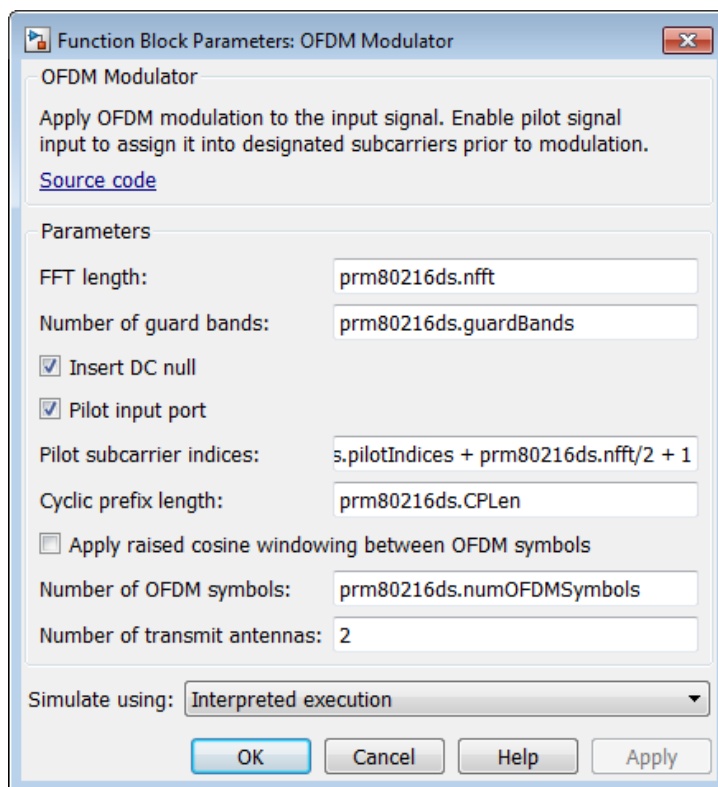 Function Block Parameters: OFDM Modulator
OFDM Modulator
Apply OFDM modulation to the input signal. Enable pilot signal
input to assign it into designated subcarriers prior to modulation.
Source code
Parameters
FFT length: prm80216ds.nfft
Number of guard bands: prm80216ds.guardBands
Insert DC null
Pilot input port
Pilot subcarrier indices: s.pilotIndices + prm80216ds.nfft/2 + 1
Cyclic prefix length: prm80216ds.CPLen
Apply raised cosine windowing between OFDM symbols
Number of OFDM symbols: prm80216ds.numOFDMSymbols
Number of transmit antennas: 2
Simulate using: Interpreted execution
OK Cancel Help Apply